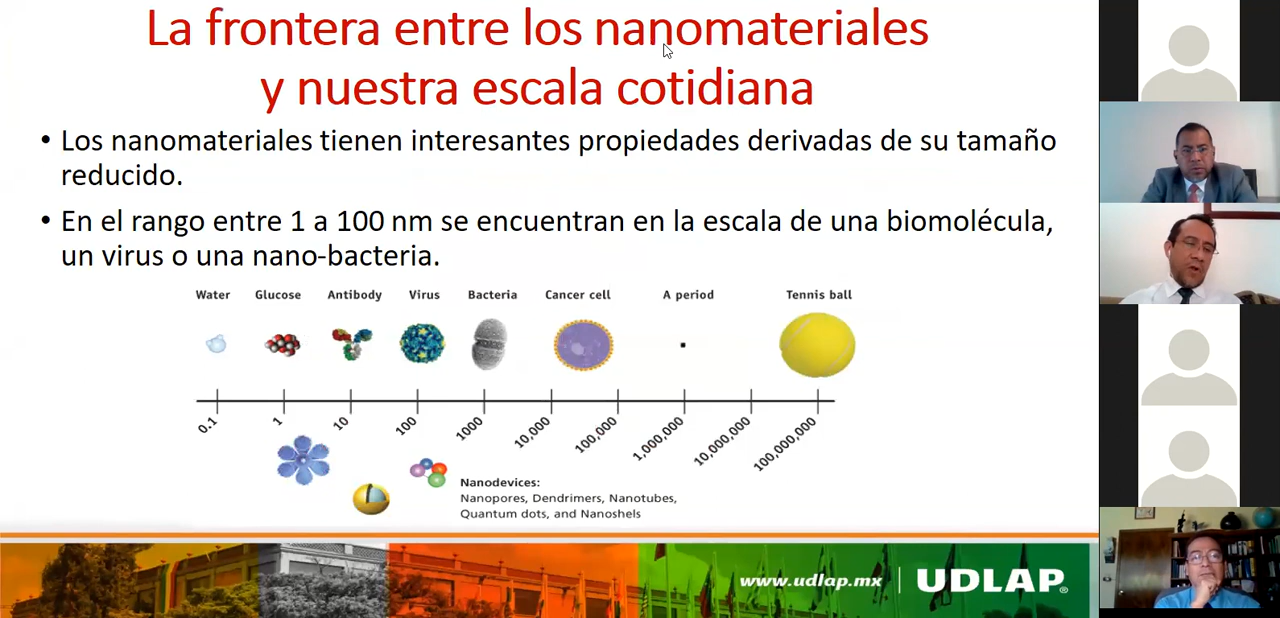 La frontera entre los nanomateriales
y nuestra escala cotidiana
• Los nanomateriales tienen interesantes propiedades derivadas de su tamaño
reducido.
• En el rango entre 1 a 100 nm se encuentran en la escala de una biomolécula,
un virus o una nano-bacteria.
Water Glucose Antibody Virus Bacteria Cancer cell A period Tennis ball
0.1 1 10 100 1000 10,000 100,000 1,000,000 10,000,000 100,000,000
Nanodevices:
Nanopores, Dendrimers, Nanotubes,
Quantum dots, and Nanoshels
www.udlap.mx UDLAP®